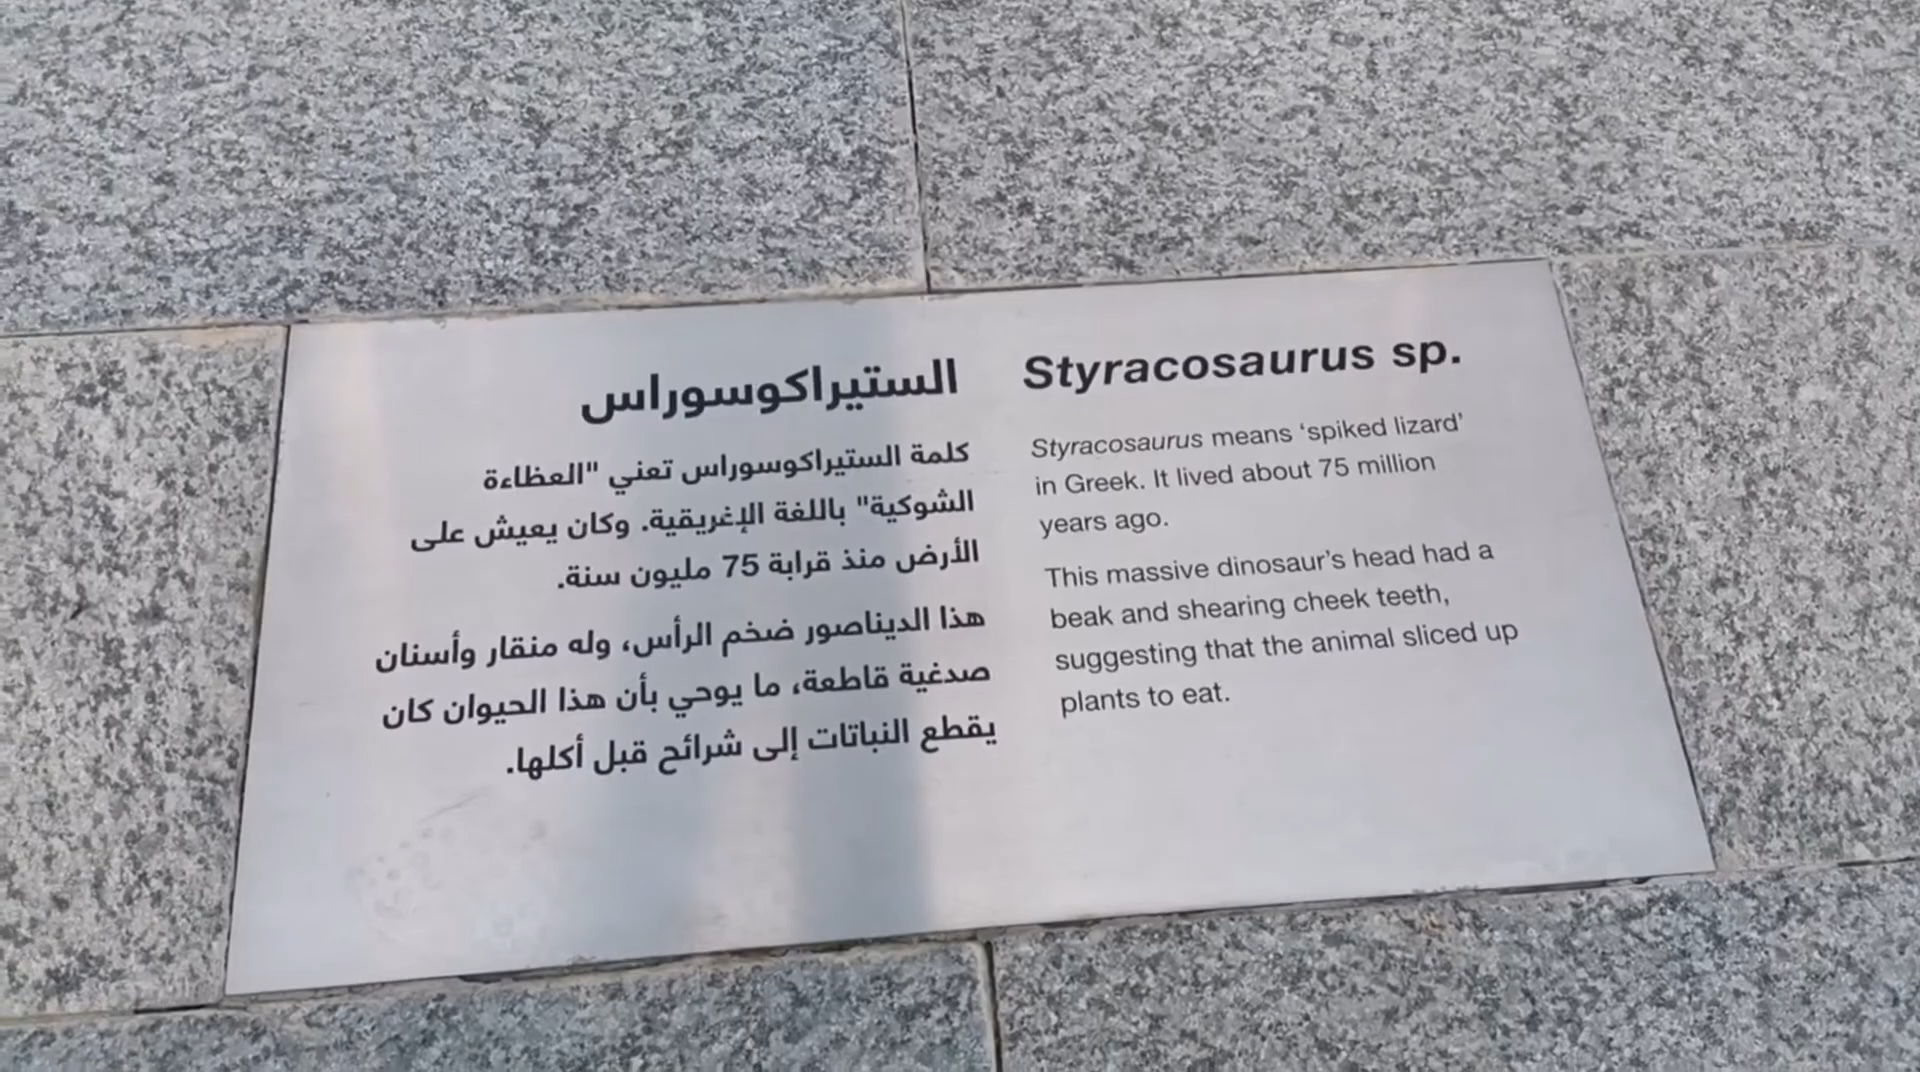 الستيراكوسوراس
كلمة الستيراكوسوراس تعني "العظاءة
الشوكية" باللغة الإغريقية. وكان يعيش على
الأرض منذ قرابة 75 مليون سنة.
هذا الديناصور ضخم الرأس، وله منقار وأسنان
صدغية قاطعة، ما يوحي بأن هذا الحيوان كان
يقطع النباتات إلى شرائح قبل أكلها.
Styracosaurus sp.
Styracosaurus means ‘spiked lizard’
in Greek. It lived about 75 million
years ago.
This massive dinosaur’s head had a
beak and shearing cheek teeth,
suggesting that the animal sliced up
plants to eat.